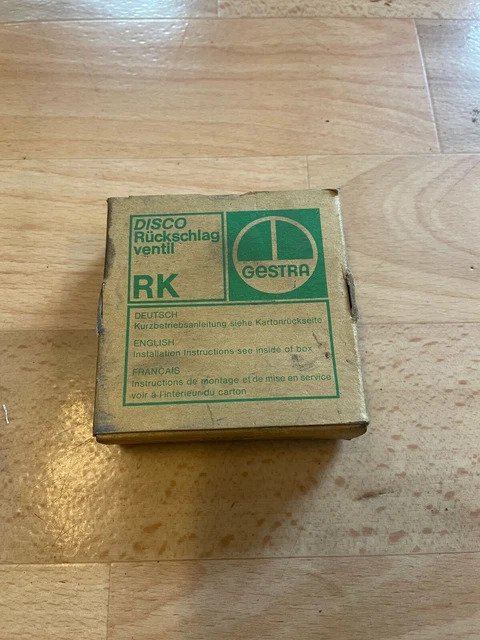 DISCO
Rückschlag
ventil
RK
GESTRA
DEUTSCH
Kurzbetriebsanleitung siehe Kartonrückseite
ENGLISH
Installation Instructions see inside of box
FRANCAIS
Instructions de montage et de mise en service
voir à l'interieur du carton